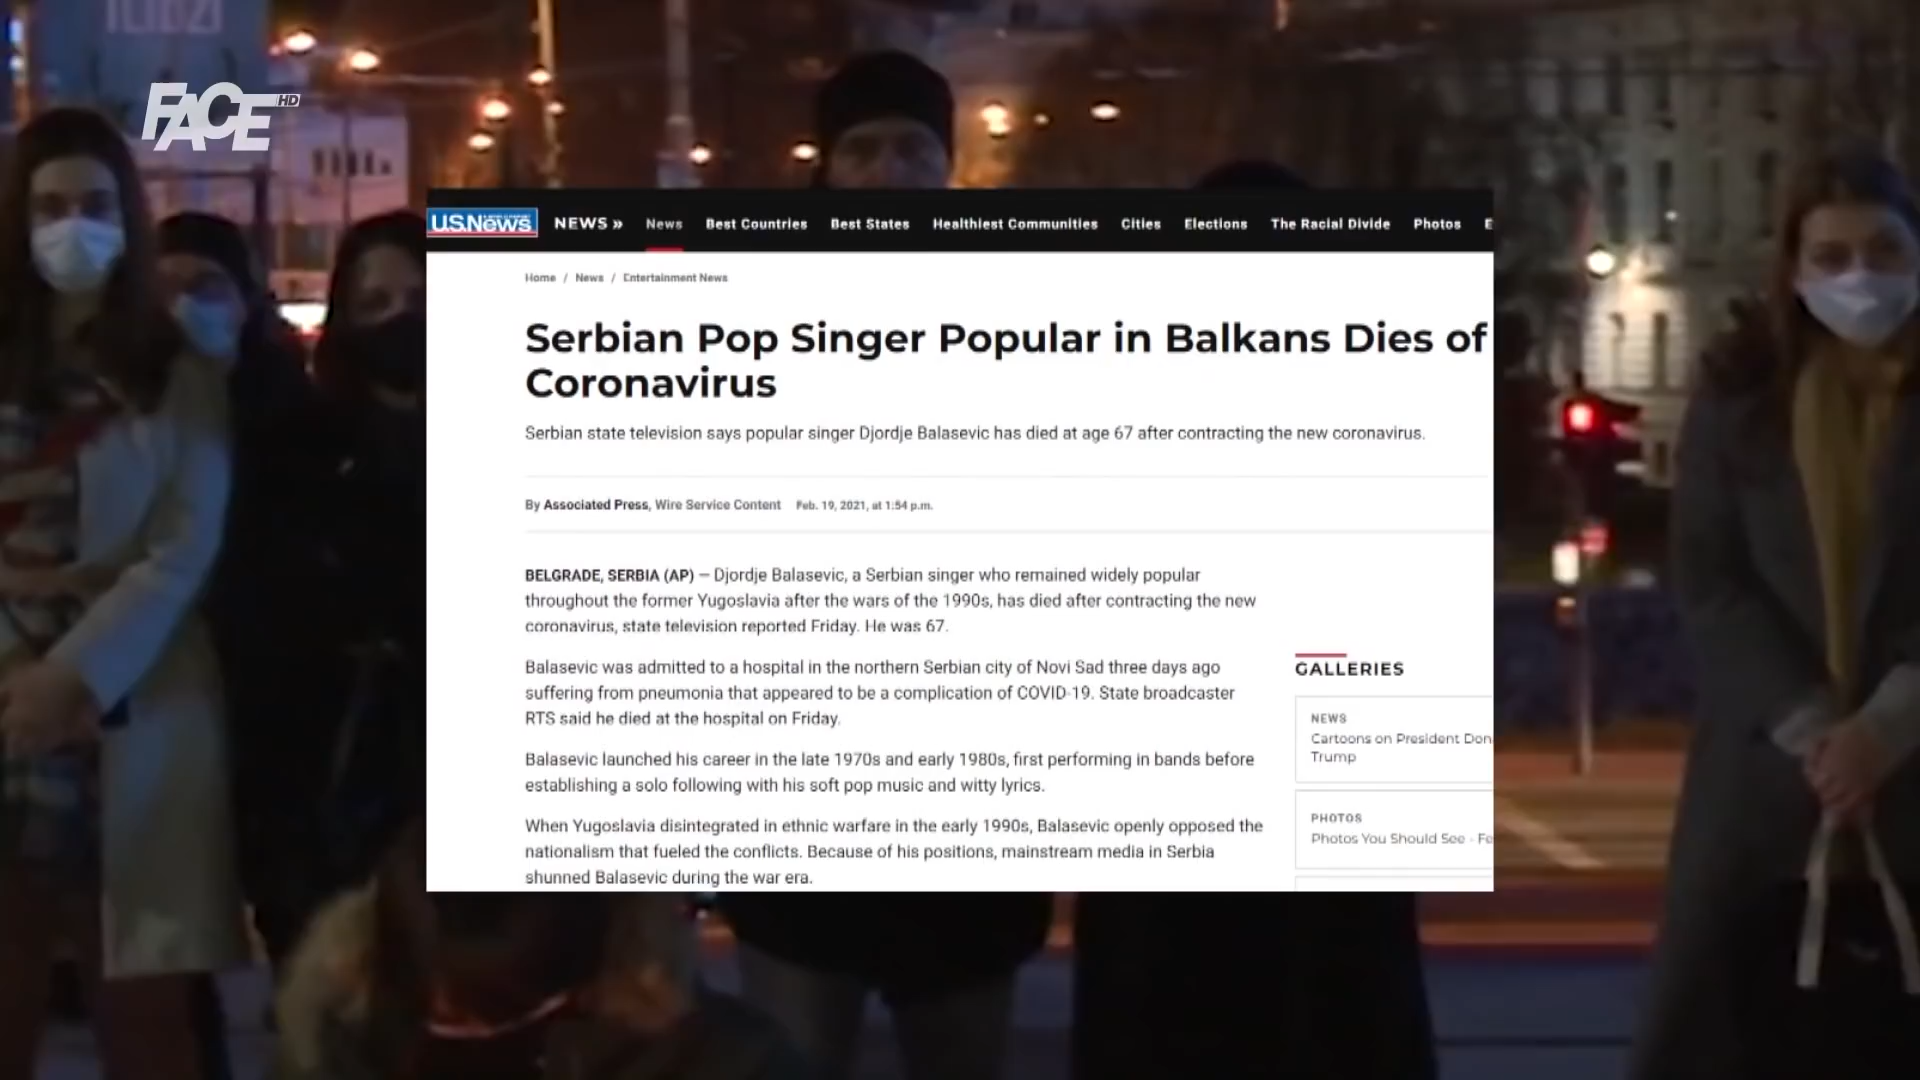 ILIDŽI
FACE HD
U.S.News
NEWS »
News
Best Countries
Best States
Healthiest Communities
Cities
Elections
The Racial Divide
Photos
E
Home / News / Entertainment News
Serbian Pop Singer Popular in Balkans Dies of
Coronavirus
Serbian state television says popular singer Djordje Balasevic has died at age 67 after contracting the new coronavirus.
By Associated Press, Wire Service Content Feb. 19, 2021, at 1:54 p.m.
BELGRADE, SERBIA (AP) — Djordje Balasevic, a Serbian singer who remained widely popular
throughout the former Yugoslavia after the wars of the 1990s, has died after contracting the new
coronavirus, state television reported Friday. He was 67.
Balasevic was admitted to a hospital in the northern Serbian city of Novi Sad three days ago
suffering from pneumonia that appeared to be a complication of COVID-19. State broadcaster
RTS said he died at the hospital on Friday.
Balasevic launched his career in the late 1970s and early 1980s, first performing in bands before
establishing a solo following with his soft pop music and witty lyrics.
When Yugoslavia disintegrated in ethnic warfare in the early 1990s, Balasevic openly opposed the
nationalism that fueled the conflicts. Because of his positions, mainstream media in Serbia
shunned Balasevic during the war era.
GALLERIES
NEWS
Cartoons on President Don
Trump
PHOTOS
Photos You Should See - Fe